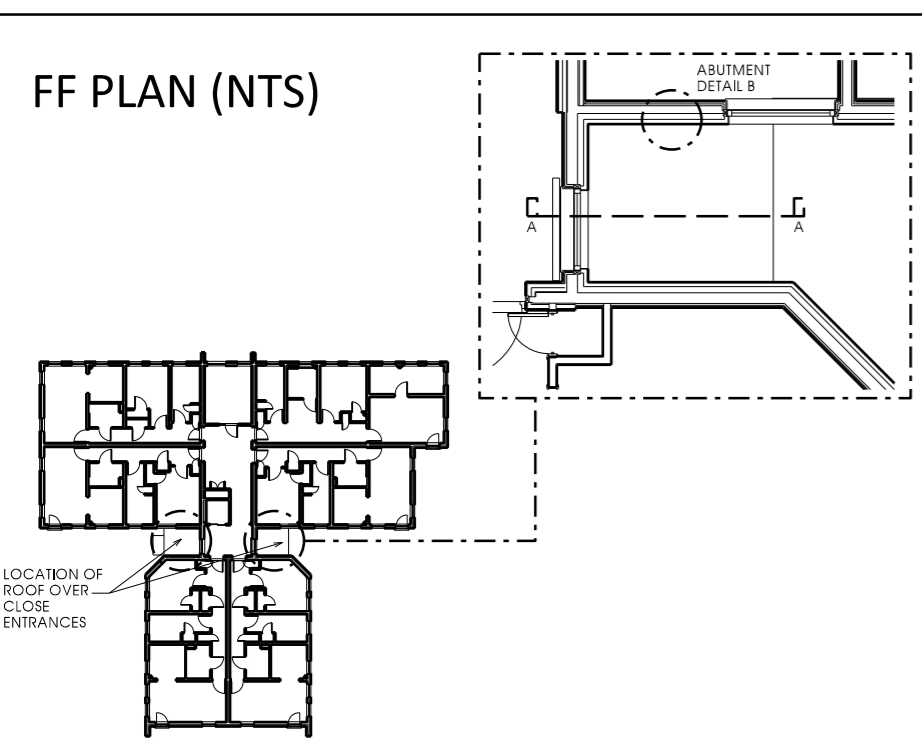 FF PLAN (NTS)
ABUTMENT
DETAIL B
A
A
LOCATION OF
ROOF OVER
CLOSE
ENTRANCES